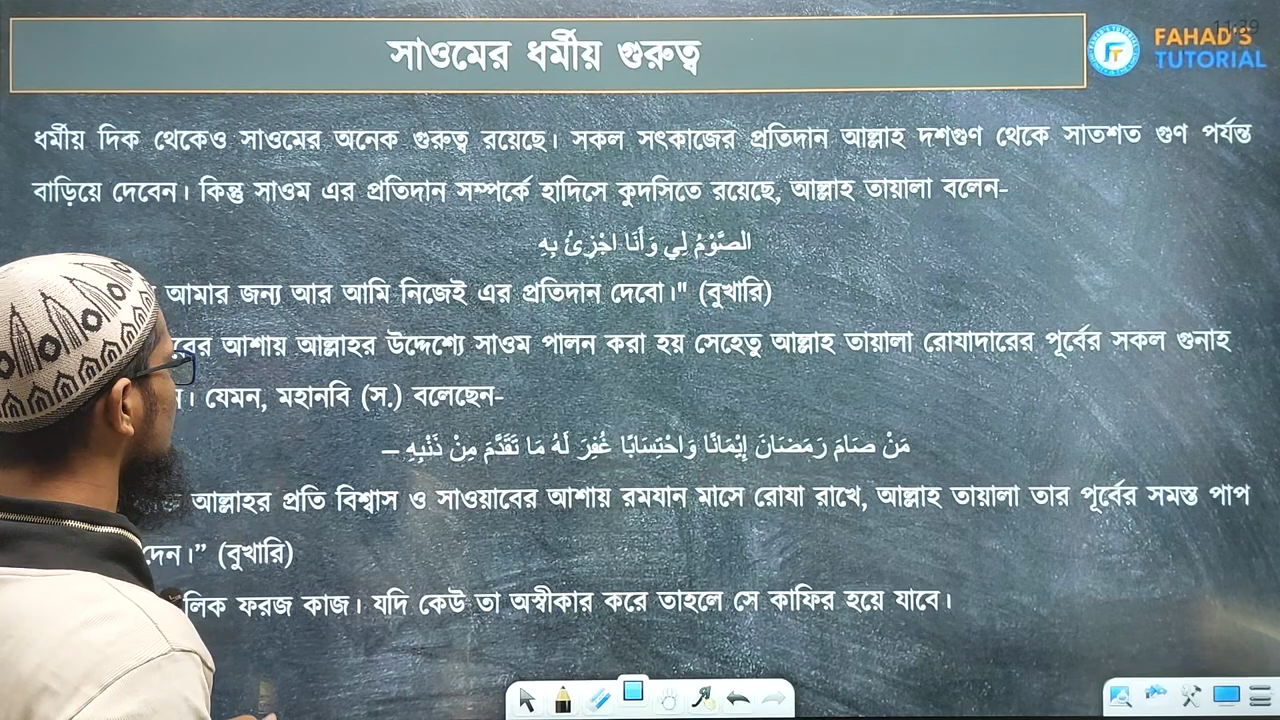 সাওমের ধর্মীয় গুরুত্ব
11:39
FAHAD'S
TUTORIAL
ধর্মীয় দিক থেকেও সাওমের অনেক গুরুত্ব রয়েছে। সকল সৎকাজের প্রতিদান আল্লাহ দশগুণ থেকে সাতশত গুণ পর্যন্ত
বাড়িয়ে দেবেন। কিন্তু সাওম এর প্রতিদান সম্পর্কে হাদিসে কুদসিতে রয়েছে, আল্লাহ তায়ালা বলেন-
الصَّوْمُ لِي وَأَنَا اجْزِئُ بِهِ
আমার জন্য আর আমি নিজেই এর প্রতিদান দেবো।" (বুখারি)
আশায় আল্লাহর উদ্দেশ্যে সাওম পালন করা হয় সেহেতু আল্লাহ তায়ালা রোযাদারের পূর্বের সকল গুনাহ
যেমন, মহানবি (স.) বলেছেন-
مَنْ صَامَ رَمَضَانَ إِيْمَانًا وَاحْتَسَابًا غُفِرَ لَهُ مَا تَقَدَّمَ مِنْ ذَنْبِهِ –
আল্লাহর প্রতি বিশ্বাস ও সাওয়াবের আশায় রমযান মাসে রোযা রাখে, আল্লাহ তায়ালা তার পূর্বের সমস্ত পাপ
দেন।” (বুখারি)
ফরজ কাজ। যদি কেউ তা অস্বীকার করে তাহলে সে কাফির হয়ে যাবে।